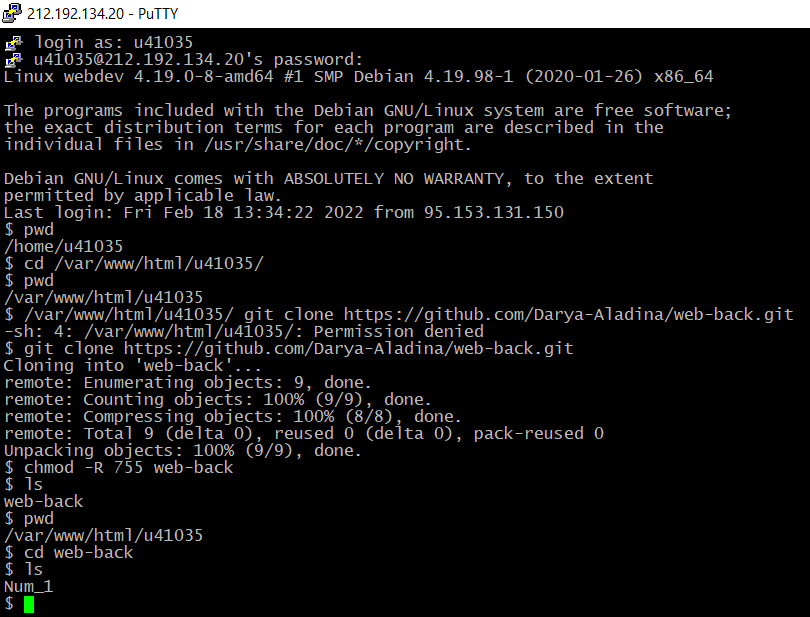 212.192.134.20 - PuTTY
login as: u41035
u41035@212.192.134.20's password:
Linux webdev 4.19.0-8-amd64 #1 SMP Debian 4.19.98-1 (2020-01-26) x86_64
The programs included with the Debian GNU/Linux system are free software;
the exact distribution terms for each program are described in the
individual files in /usr/share/doc/*/copyright.
Debian GNU/Linux comes with ABSOLUTELY NO WARRANTY, to the extent
permitted by applicable law.
Last login: Fri Feb 18 13:34:22 2022 from 95.153.131.150
$ pwd
/home/u41035
$ cd /var/www/html/u41035/
$ pwd
/var/www/html/u41035
$ /var/www/html/u41035/ git clone https://github.com/Darya-Aladina/web-back.git
-sh: 4: /var/www/html/u41035/: Permission denied
$ git clone https://github.com/Darya-Aladina/web-back.git
Cloning into 'web-back'...
remote: Enumerating objects: 9, done.
remote: Counting objects: 100% (9/9), done.
remote: Compressing objects: 100% (8/8), done.
remote: Total 9 (delta 0), reused 0 (delta 0), pack-reused 0
Unpacking objects: 100% (9/9), done.
$ chmod -R 755 web-back
$ ls
web-back
$ pwd
/var/www/html/u41035
$ cd web-back
$ ls
Num_1
$